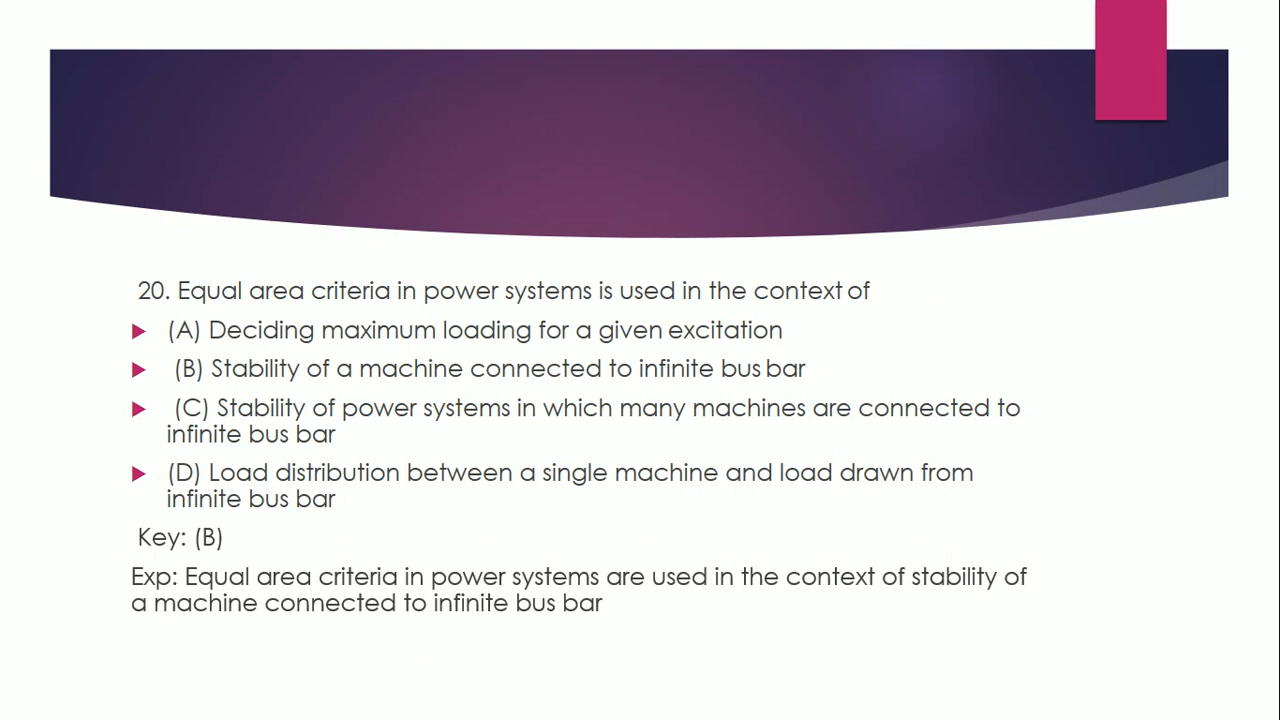 20. Equal area criteria in power systems is used in the context of
(A) Deciding maximum loading for a given excitation
(B) Stability of a machine connected to infinite bus bar
(C) Stability of power systems in which many machines are connected to
infinite bus bar
(D) Load distribution between a single machine and load drawn from
infinite bus bar
Key: (B)
Exp: Equal area criteria in power systems are used in the context of stability of
a machine connected to infinite bus bar